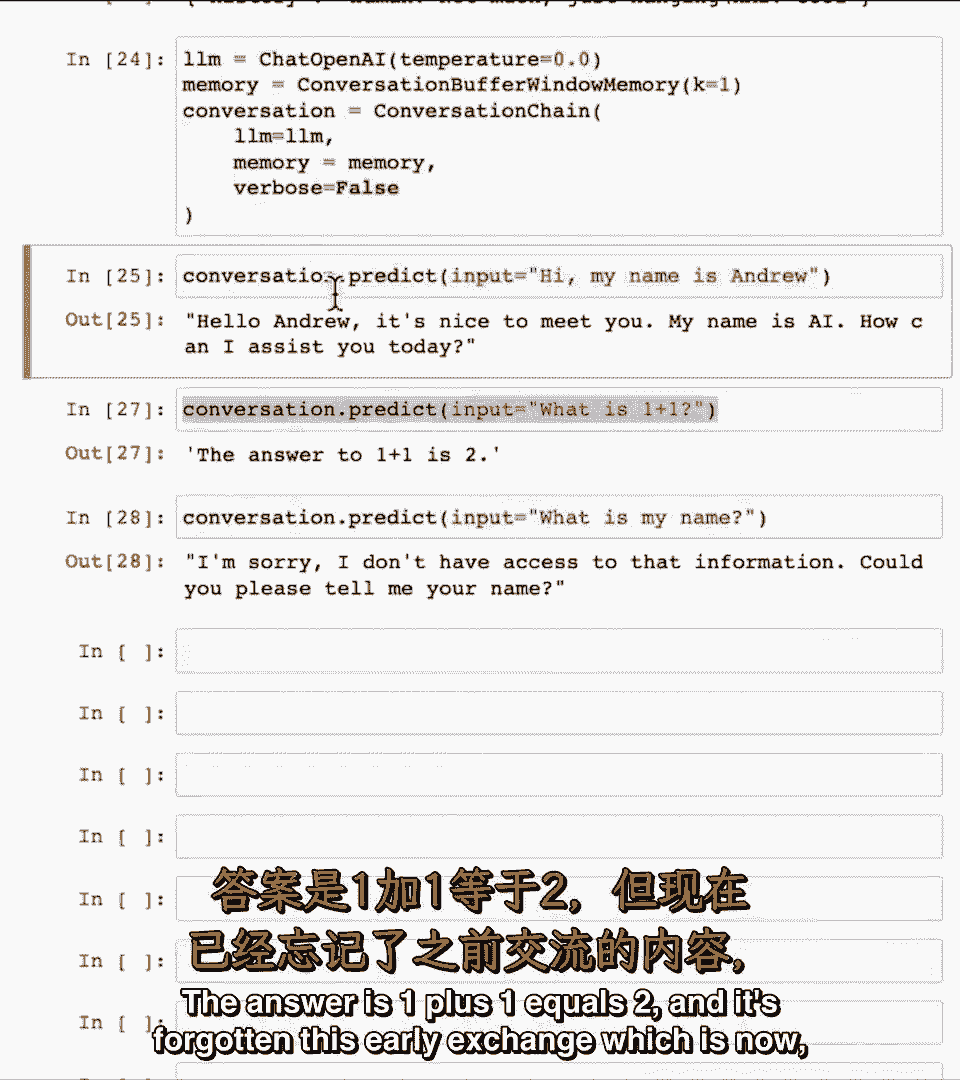 In [24]: llm = ChatOpenAI(temperature=0.0)
memory = ConversationBufferWindowMemory(k=1)
conversation = ConversationChain(
    llm=llm,
    memory = memory,
    verbose=False
)
In [25]: conversation.predict(input="Hi, my name is Andrew")
Out[25]: "Hello Andrew, it's nice to meet you. My name is AI. How c
an I assist you today?"
In [27]: conversation.predict(input="What is 1+1?")
Out[27]: 'The answer to 1+1 is 2.'
In [28]: conversation.predict(input="What is my name?")
Out[28]: "I'm sorry, I don't have access to that information. Could
you please tell me your name?"
In [ ]:
In [ ]:
In [ ]:
In [ ]:
In [ ]:
In [ ]:
In [ ]:
答案是1加1等于2，但现在
已经忘记了之前交流的内容，
The answer is 1 plus 1 equals 2, and it's
forgotten this early exchange which is now,